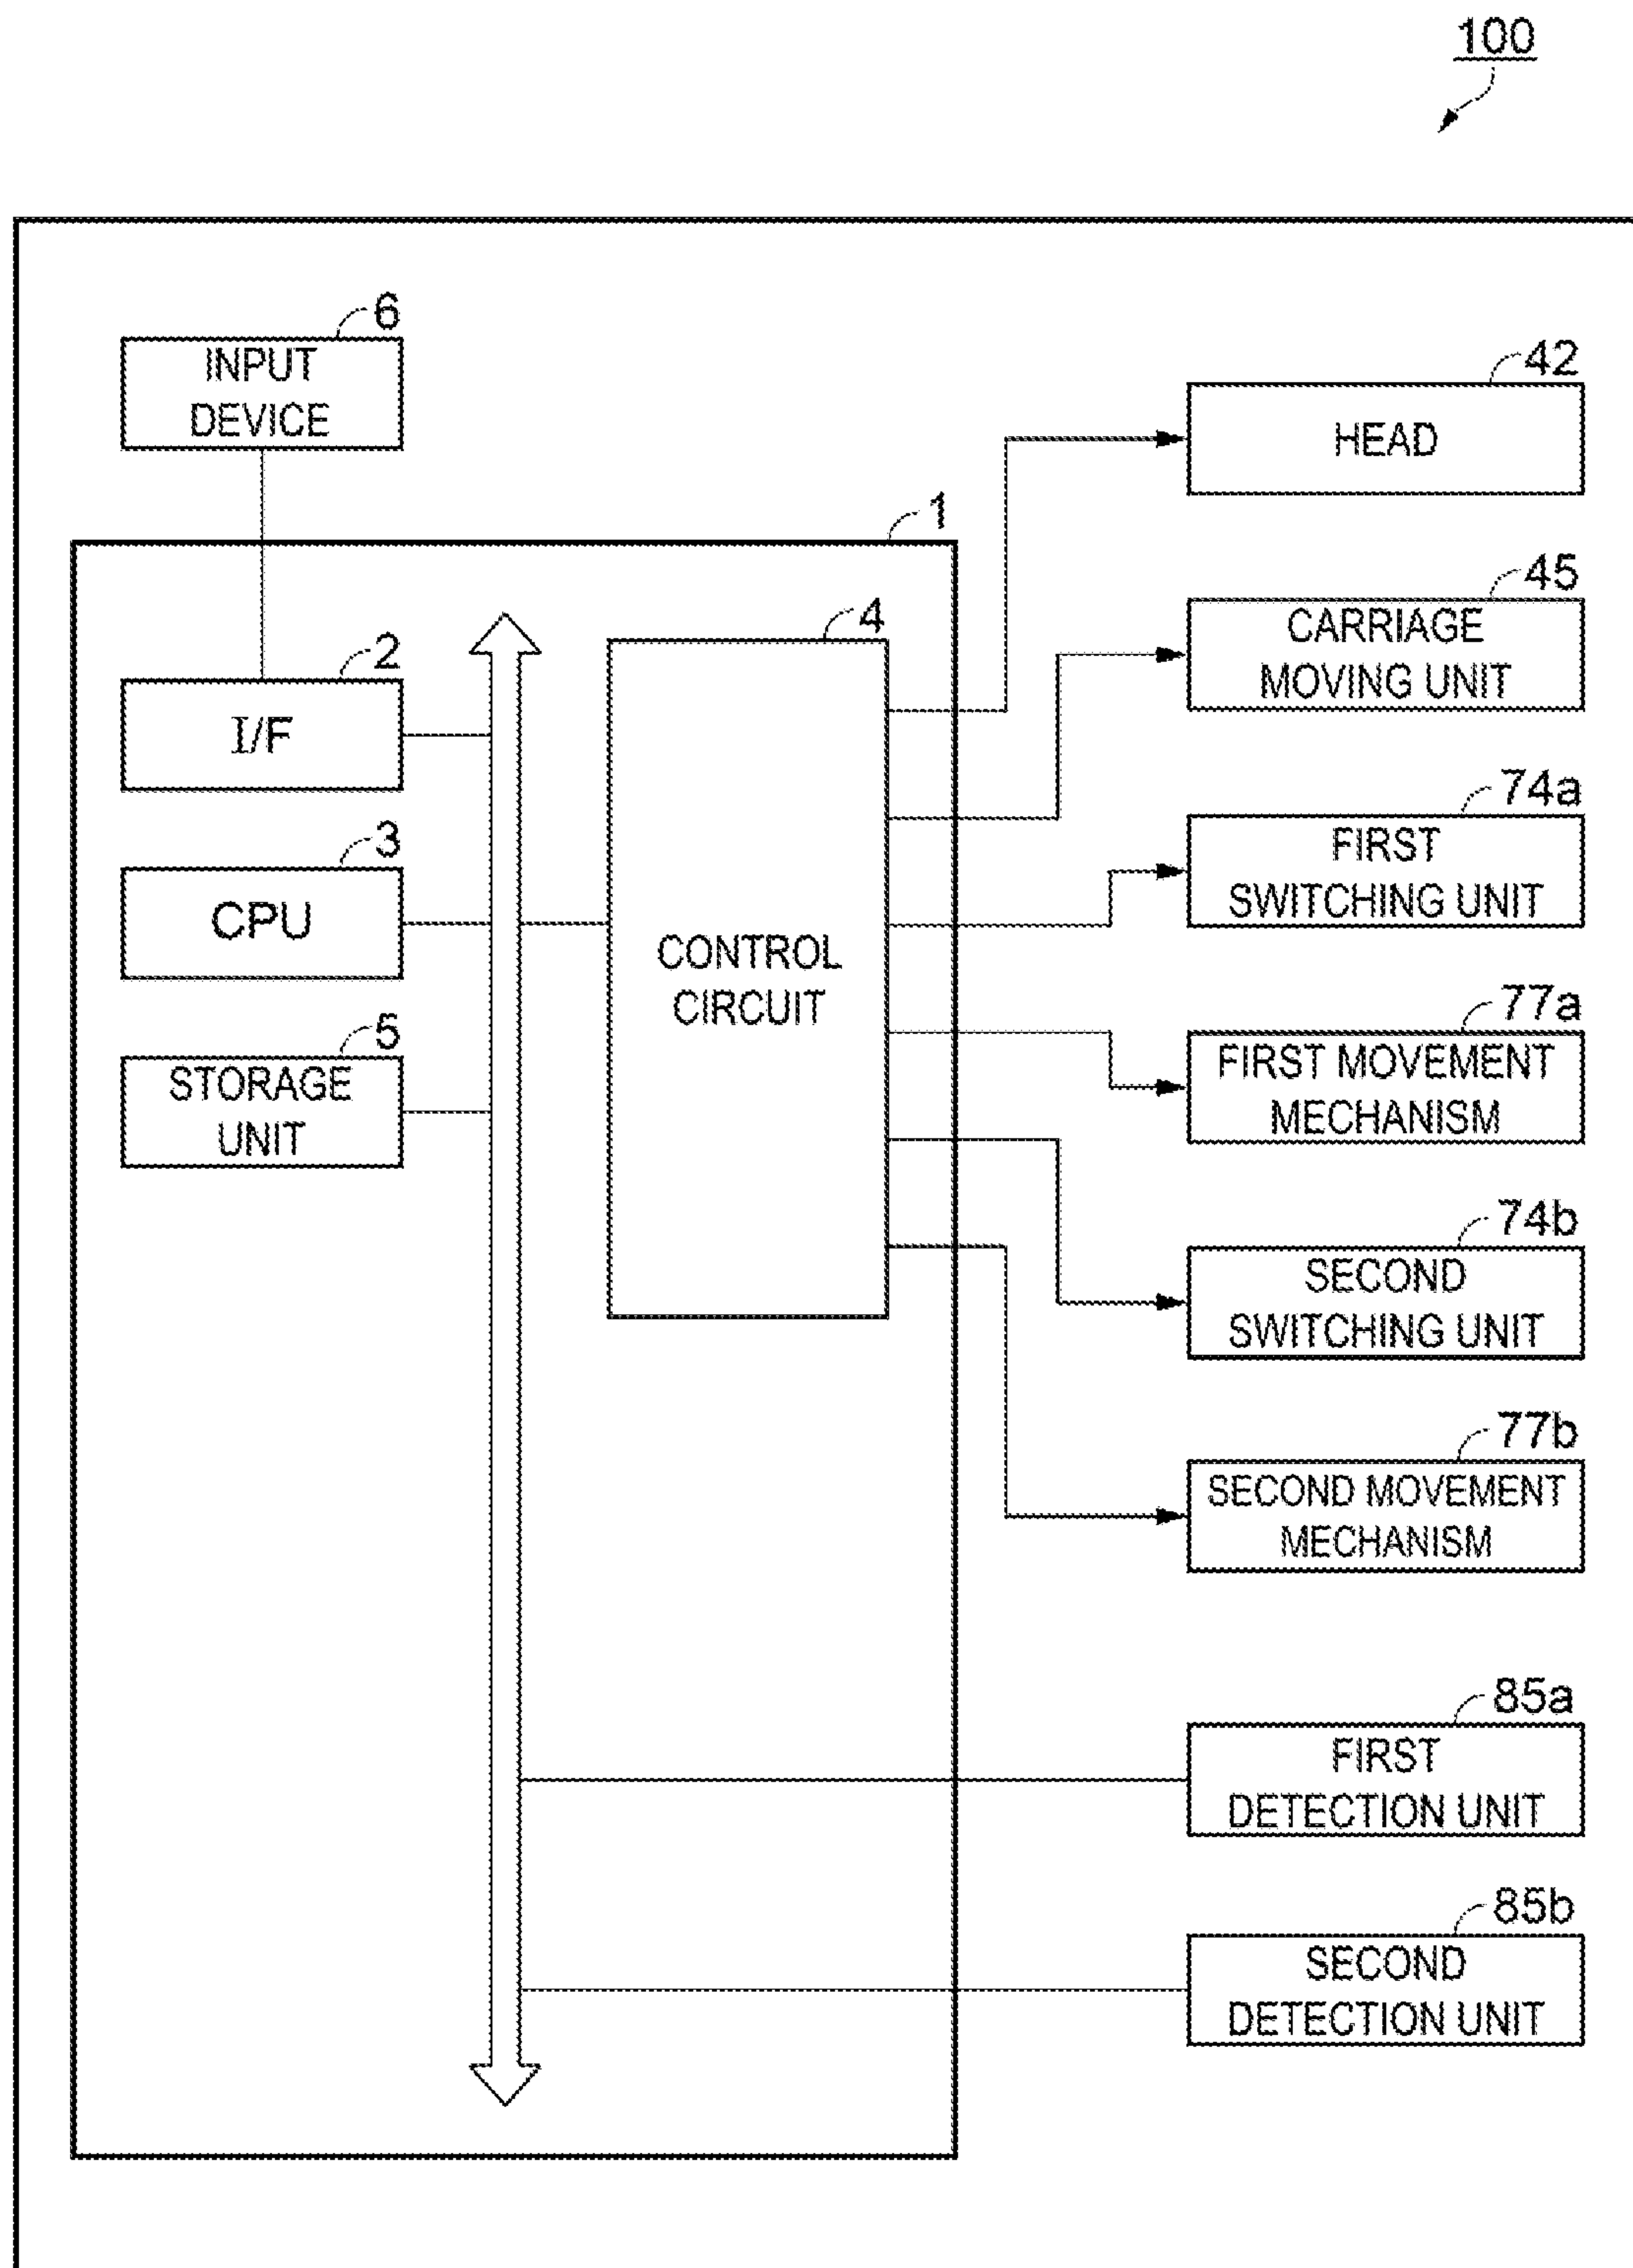 100
6
INPUT
DEVICE
1
2
I/F
3
CPU
5
STORAGE
UNIT
4
CONTROL
CIRCUIT
42
HEAD
45
CARRIAGE
MOVING UNIT
74a
FIRST
SWITCHING UNIT
77a
FIRST MOVEMENT
MECHANISM
74b
SECOND
SWITCHING UNIT
77b
SECOND MOVEMENT
MECHANISM
85a
FIRST
DETECTION UNIT
85b
SECOND
DETECTION UNIT